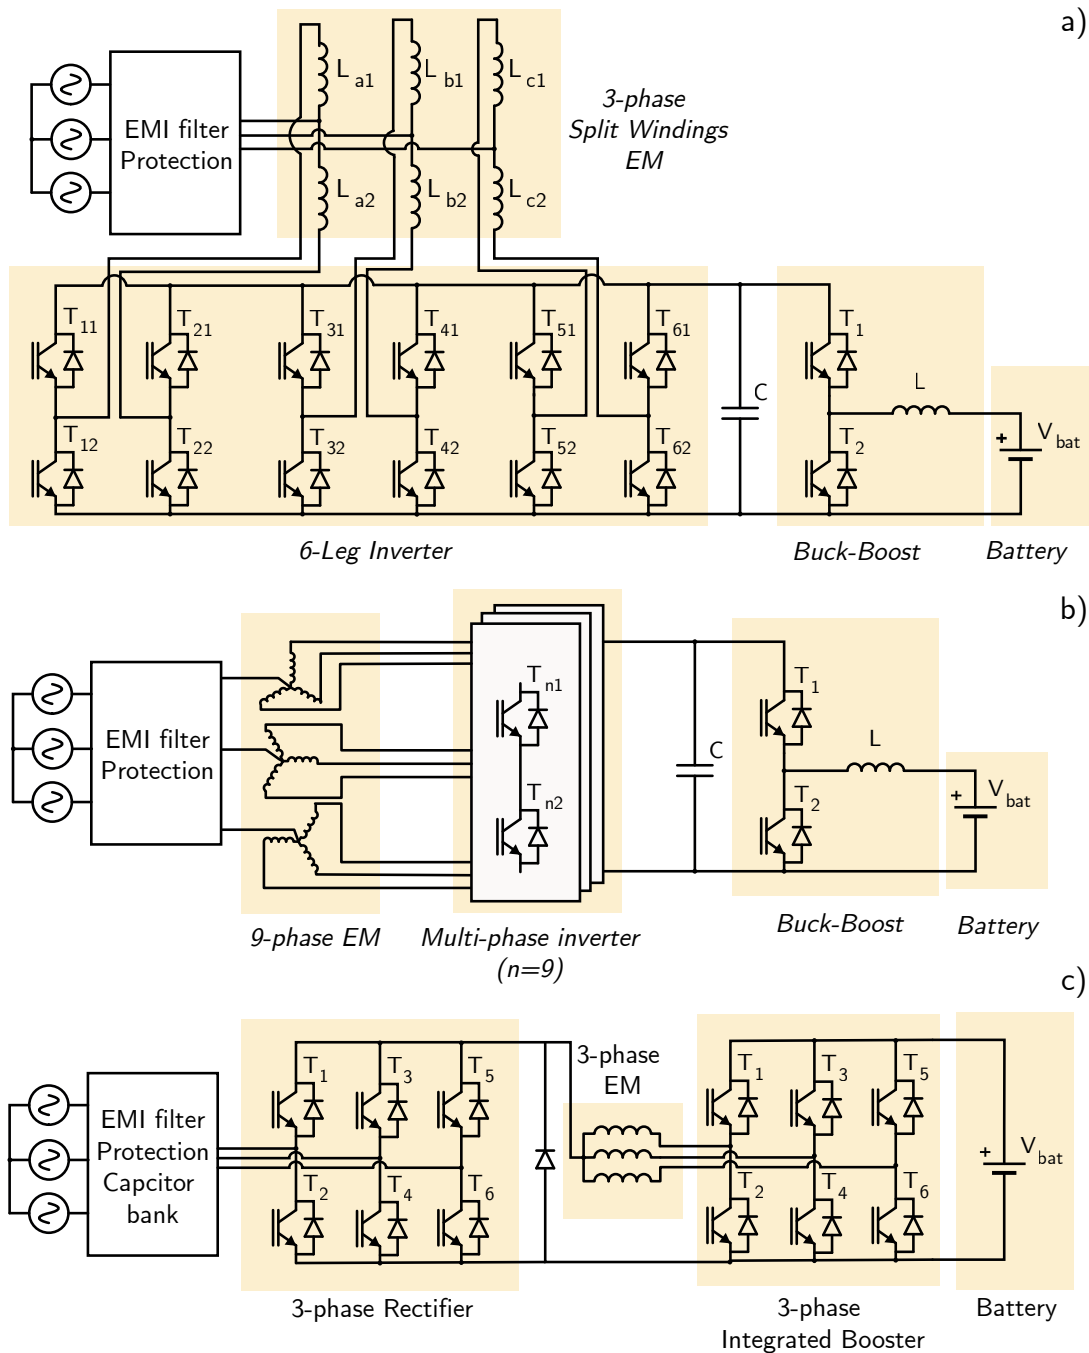 a)
L a1
L b1
L c1
3-phase
Split Windings
EM
EMI filter
Protection
L a2
L b2
L c2
T 11
T 21
T 31
T 41
T 51
T 61
T 1
C
L
T 12
T 22
T 32
T 42
T 52
T 62
T 2
+
V bat
6-Leg Inverter
Buck-Boost
Battery
b)
T n1
T 1
EMI filter
Protection
C
L
T n2
T 2
+
V bat
9-phase EM
Multi-phase inverter
(n=9)
Buck-Boost
Battery
c)
T 1
T 3
T 5
3-phase
EM
T 1
T 3
T 5
EMI filter
Protection
Capcitor
bank
+
V bat
T 2
T 4
T 6
T 2
T 4
T 6
3-phase Rectifier
3-phase
Integrated Booster
Battery